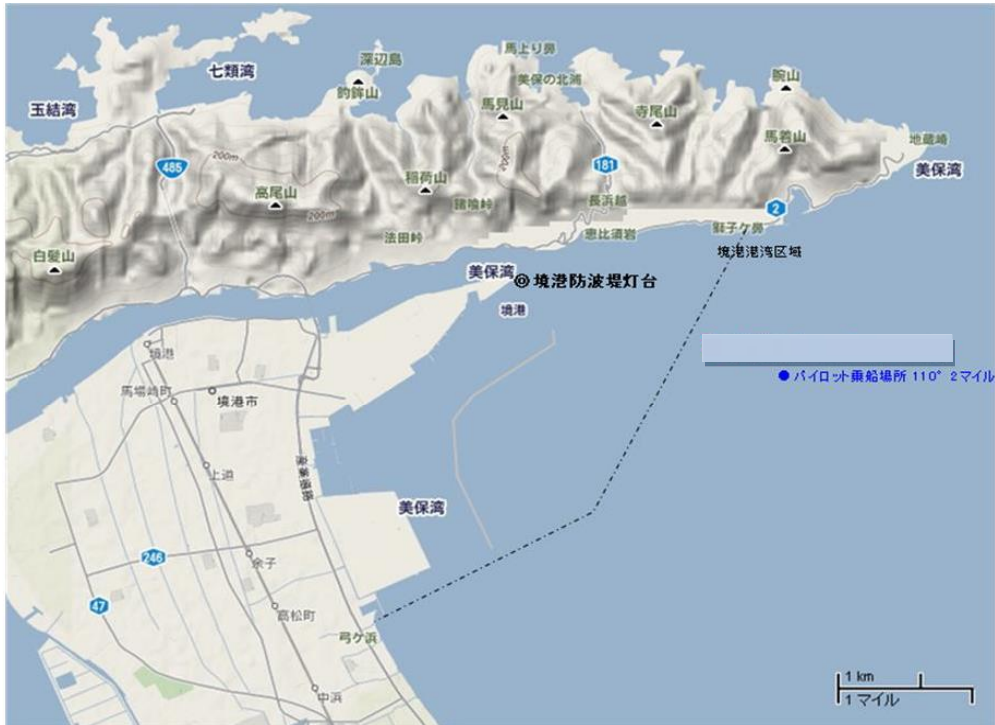 馬上り鼻
深辺島
七類湾
腕山
美保の北浦
馬見山
玉結湾
寺尾山
馬着山
地蔵崎
485
200m
200m
181
美保湾
稲荷山
高尾山
長浜越
2
200m
獅子ケ鼻
法田峠
恵比須岩
白髪山
境港港湾区域
美保湾
境港防波堤灯台
境港
境港
パイロット乗船場所 110° 2マイル
馬場崎町
境港市
上道
美保湾
246
余子
47
高松町
弓ケ浜
中浜
1 km
1 マイル